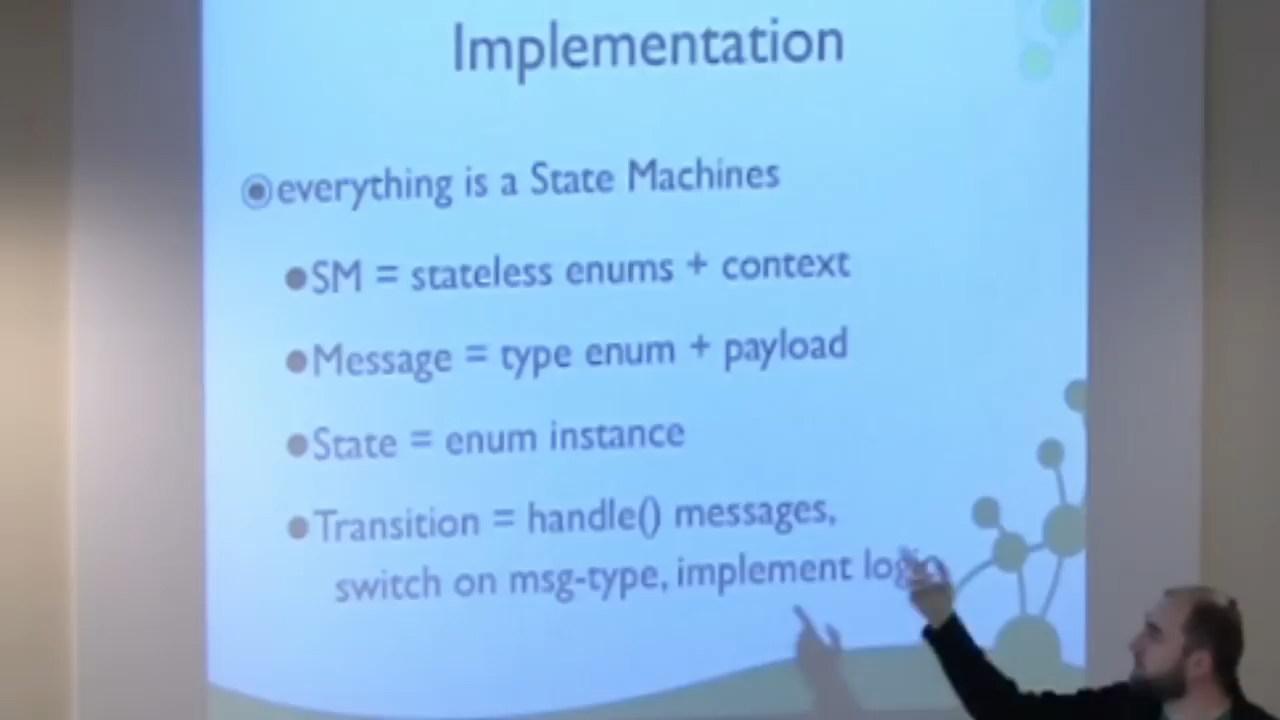 Implementation
everything is a State Machines
SM = stateless enums + context
Message = type enum + payload
State = enum instance
Transition = handle() messages,
switch on msg-type, implement logic